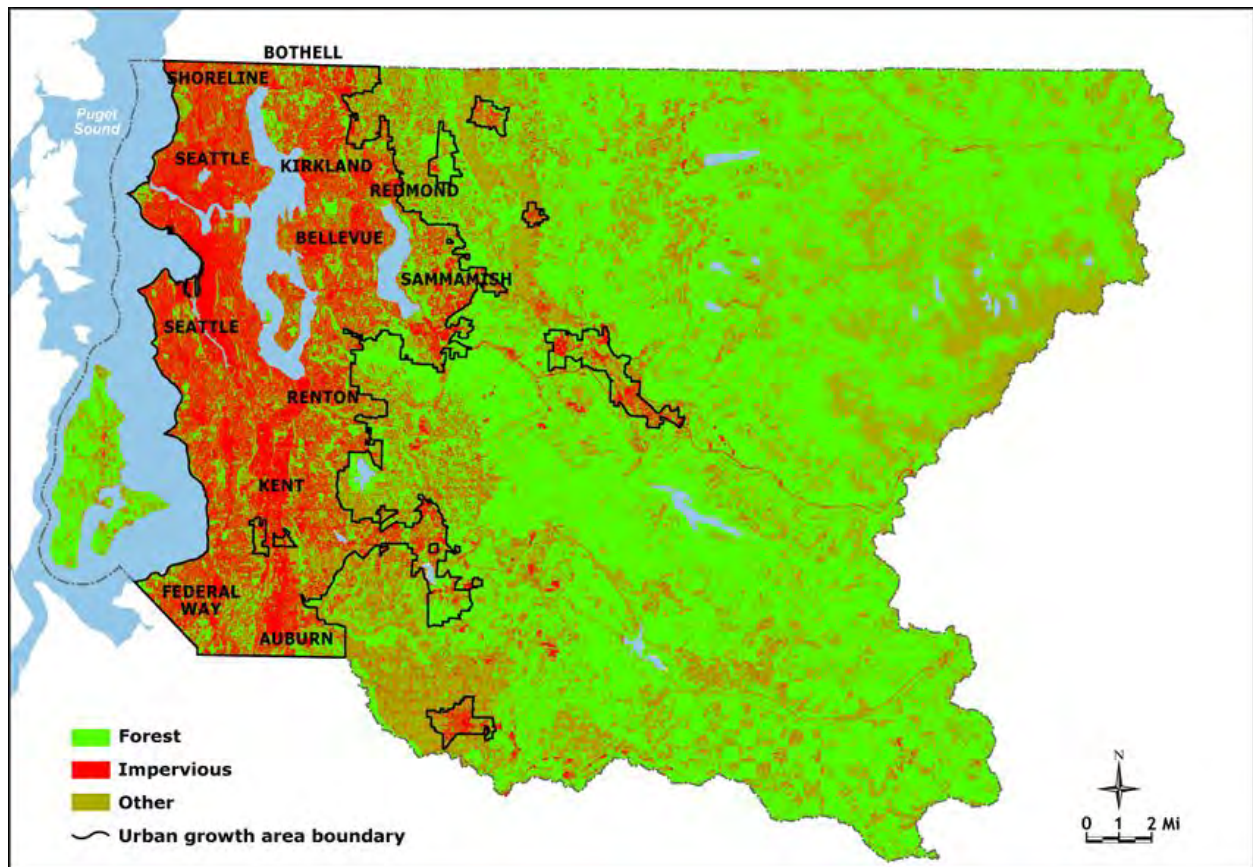 BOTHELL
SHORELINE
Puget
Sound
SEATTLE
KIRKLAND
REDMOND
BELLEVUE
SAMMAMISH
SEATTLE
RENTON
KENT
FEDERAL
WAY
AUBURN
Forest
Impervious
Other
Urban growth area boundary
N
0 1 2 Mi